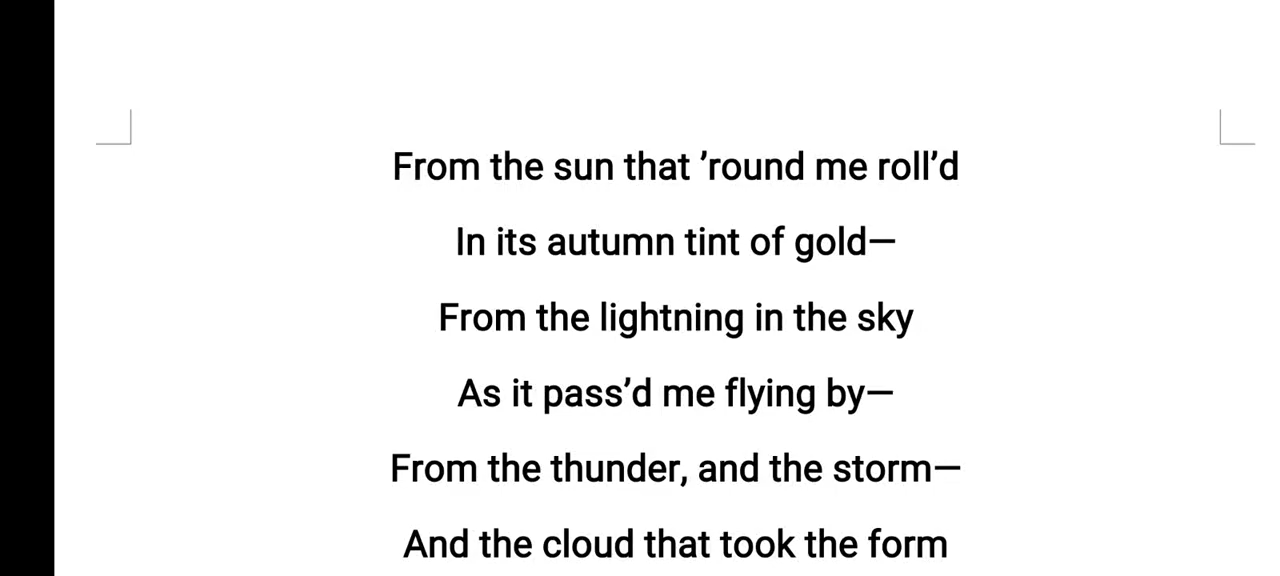 From the sun that ’round me roll’d
In its autumn tint of gold—
From the lightning in the sky
As it pass’d me flying by—
From the thunder, and the storm—
And the cloud that took the form